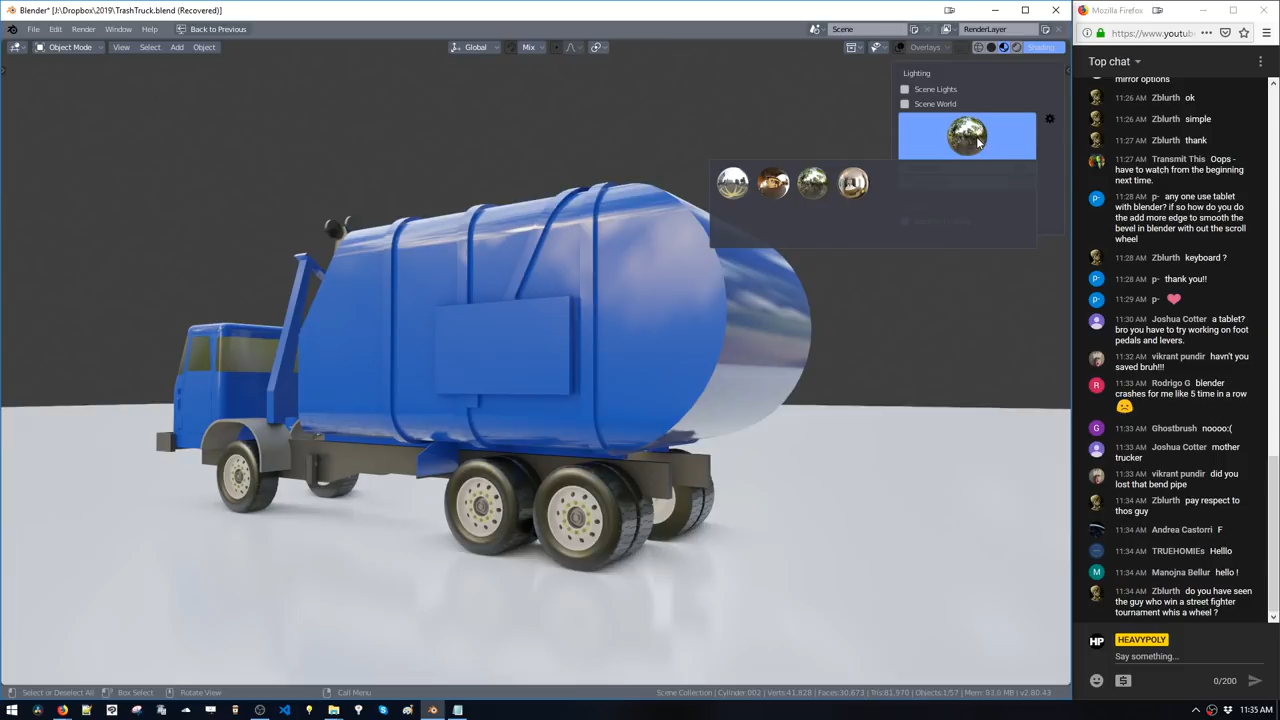 Blender* [J:\Dropbox\2019\TrashTruck.blend (Recovered)]
File Edit Render Window Help Back to Previous Scene RenderLayer
Object Mode View Select Add Object Global Mix Overlays Shading
Lighting
Scene Lights
Scene World
Select or Deselect All Box Select Rotate View Call Menu Scene Collection | Cylinder.002 | Verts:41,828 | Faces:30,673 | Tris:81,970 | Objects:1/57 | Mem: 83.0 MB | v2.80.43
Mozilla Firefox
https://www.youtub
Top chat
mirror options
11:26 AM Zblurth ok
11:26 AM Zblurth simple
11:27 AM Zblurth thank
11:27 AM Transmit This Oops -
have to watch from the beginning
next time.
11:28 AM p- any one use tablet
with blender? if so how do you do
the add more edge to smooth the
bevel in blender with out the scroll
wheel
11:28 AM Zblurth keyboard ?
11:28 AM p- thank you!!
11:29 AM p-
11:30 AM Joshua Cotter a tablet?
bro you have to try working on foot
pedals and levers.
11:32 AM vikrant pundir havn't you
saved bruh!!!
11:33 AM Rodrigo G blender
crashes for me like 5 time in a row
11:33 AM Ghostbrush noooo:(
11:33 AM Joshua Cotter mother
trucker
11:33 AM vikrant pundir did you
lost that bend pipe
11:34 AM Zblurth pay respect to
thos guy
11:34 AM Andrea Castorri F
11:34 AM TRUEHOMIEs Helllo
11:34 AM Manojna Bellur hello !
11:34 AM Zblurth do you have seen
the guy who win a street fighter
tournament whis a wheel ?
HP HEAVYPOLY
Say something...
0/200
11:35 AM